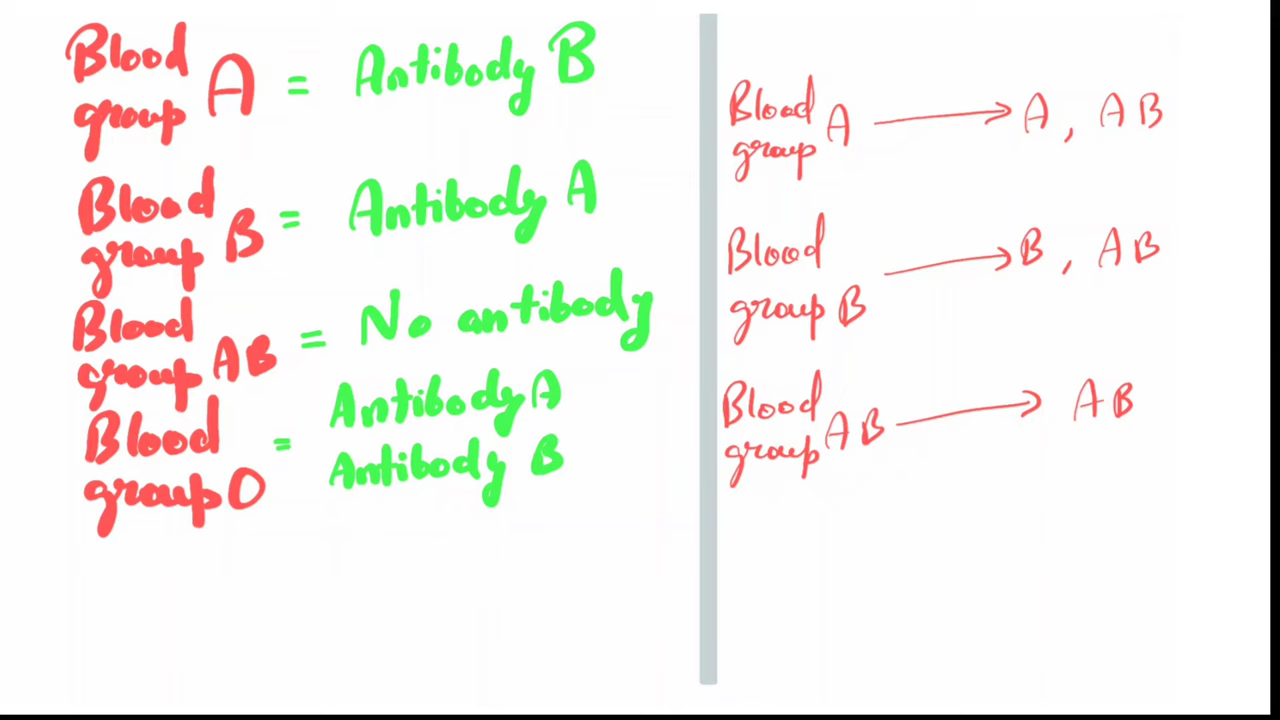 Blood
group A = Antibody B
Blood
group B = Antibody A
Blood
group AB = No antibody
Blood
group O = Antibody A
Antibody B
Blood
group A → A, AB
Blood
group B → B, AB
Blood
group AB → AB